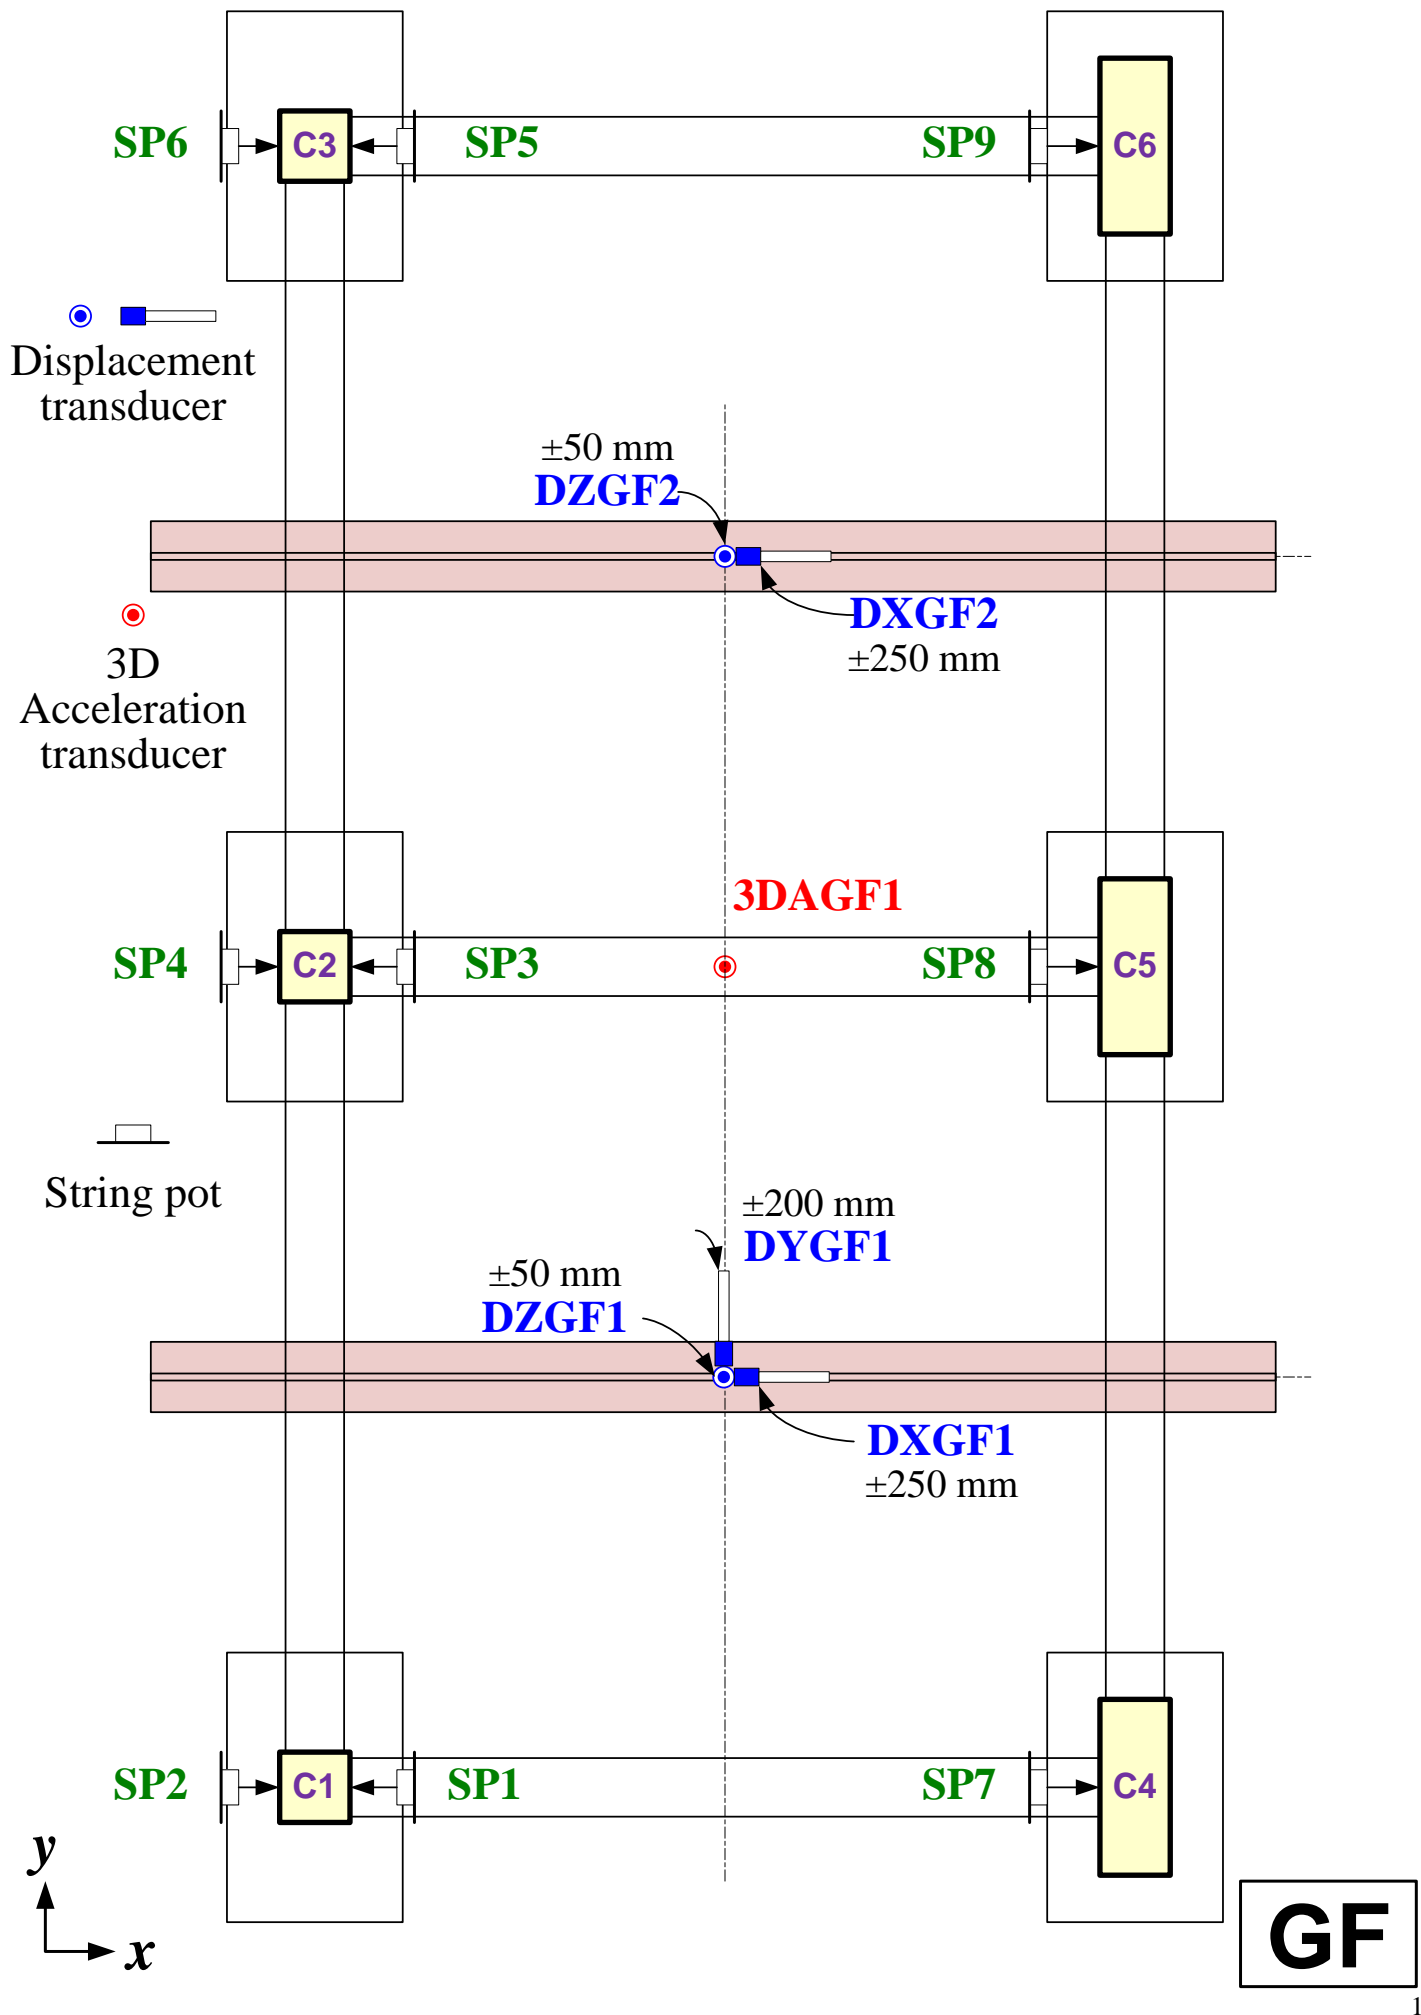 SP6 C3 SP5 SP9 C6
Displacement
transducer
±50 mm
DZGF2
DXGF2
±250 mm
3D
Acceleration
transducer
3DAGF1
SP4 C2 SP3 SP8 C5
String pot
±200 mm
DYGF1
±50 mm
DZGF1
DXGF1
±250 mm
SP2 C1 SP1 SP7 C4
y
x
GF
1